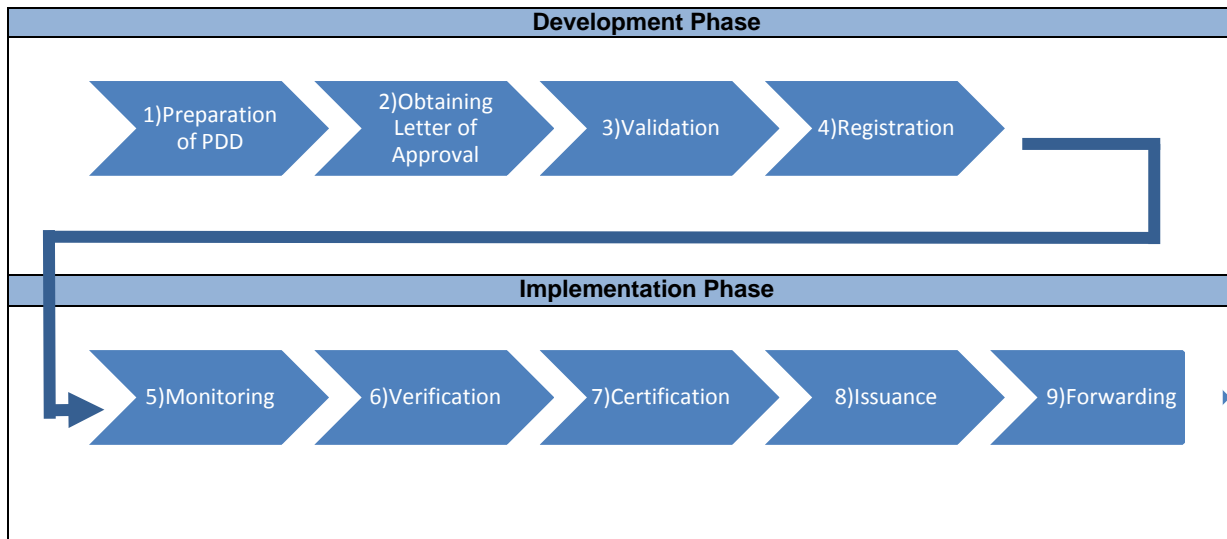 Development Phase
1)Preparation
of PDD
2)Obtaining
Letter of
Approval
3)Validation
4)Registration
Implementation Phase
5)Monitoring
6)Verification
7)Certification
8)Issuance
9)Forwarding